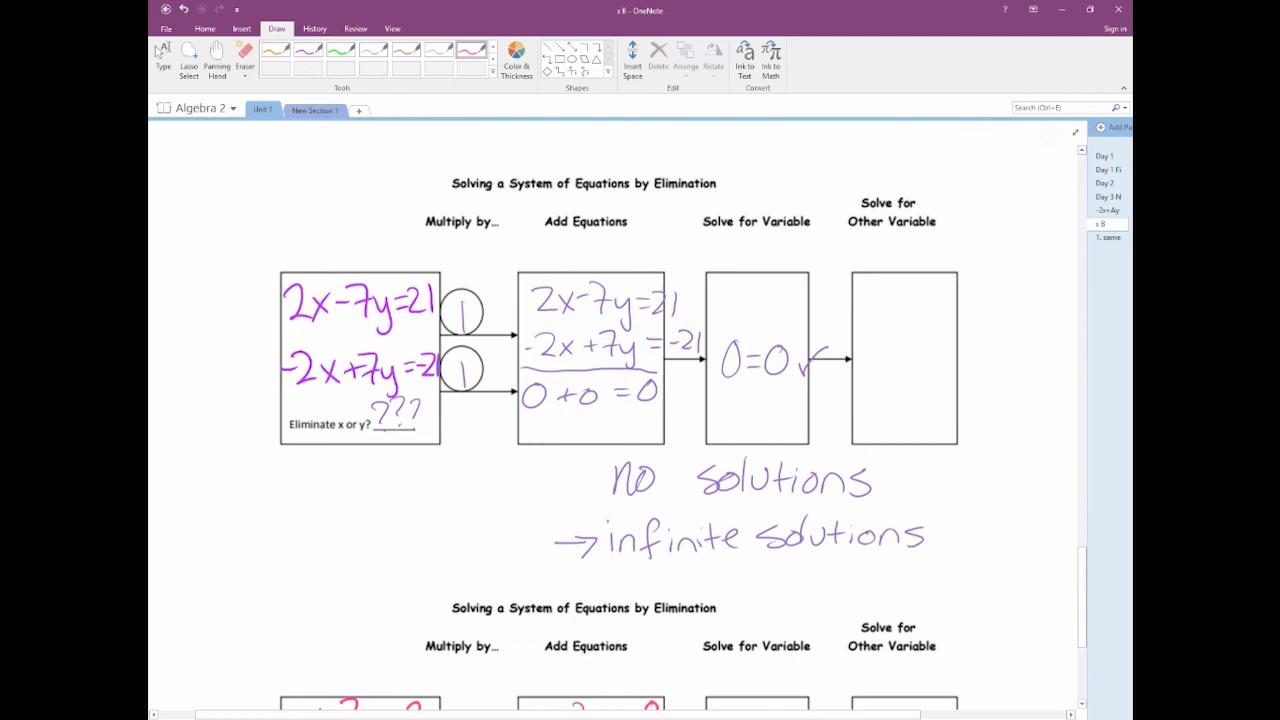 x B - OneNote
File Home Insert Draw History Review View Sign in
Type Lasso Select Panning Hand Eraser Color & Thickness Insert Space Delete Arrange Rotate Ink to Text Ink to Math
Tools Shapes Edit Convert
Algebra 2 Unit 1 New Section 1 + Search (Ctrl+E)
Add Pa
Day 1
Day 1 Fi
Day 2
Day 3 N
-2x+Ay
x B
1. same
Solving a System of Equations by Elimination
Multiply by... Add Equations Solve for Variable Solve for Other Variable
2x-7y=21 1 2x-7y=21
-2x+7y=-21 1 -2x+7y=-21
0+0=0 0=0✓
Eliminate x or y? ???
no solutions
→ infinite solutions
Solving a System of Equations by Elimination
Multiply by... Add Equations Solve for Variable Solve for Other Variable